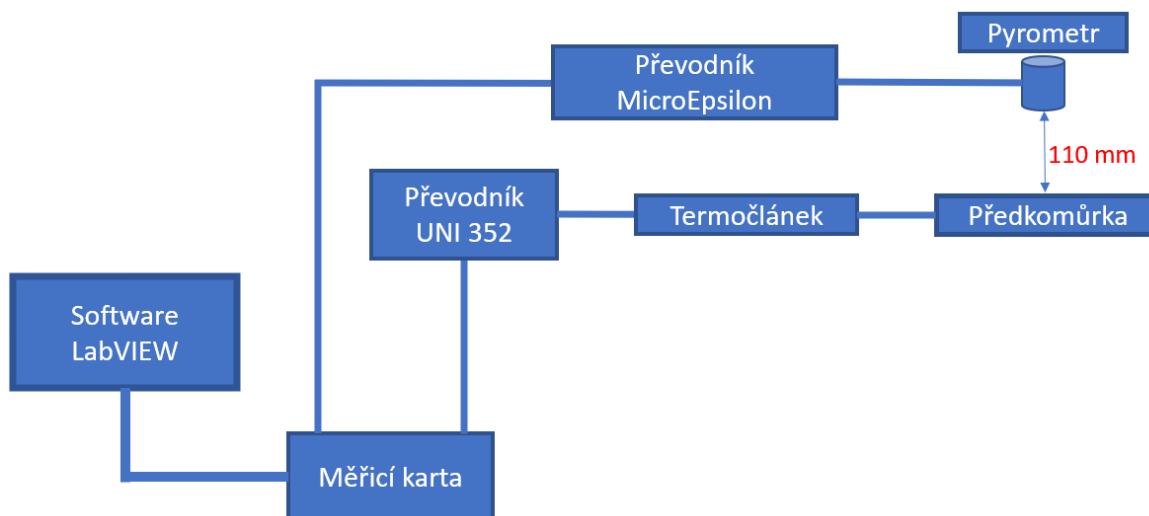 Pyrometr
Převodník
MicroEpsilon
110 mm
Převodník
UNI 352
Termočlánek
Předkomůrka
Software
LabVIEW
Měřicí karta